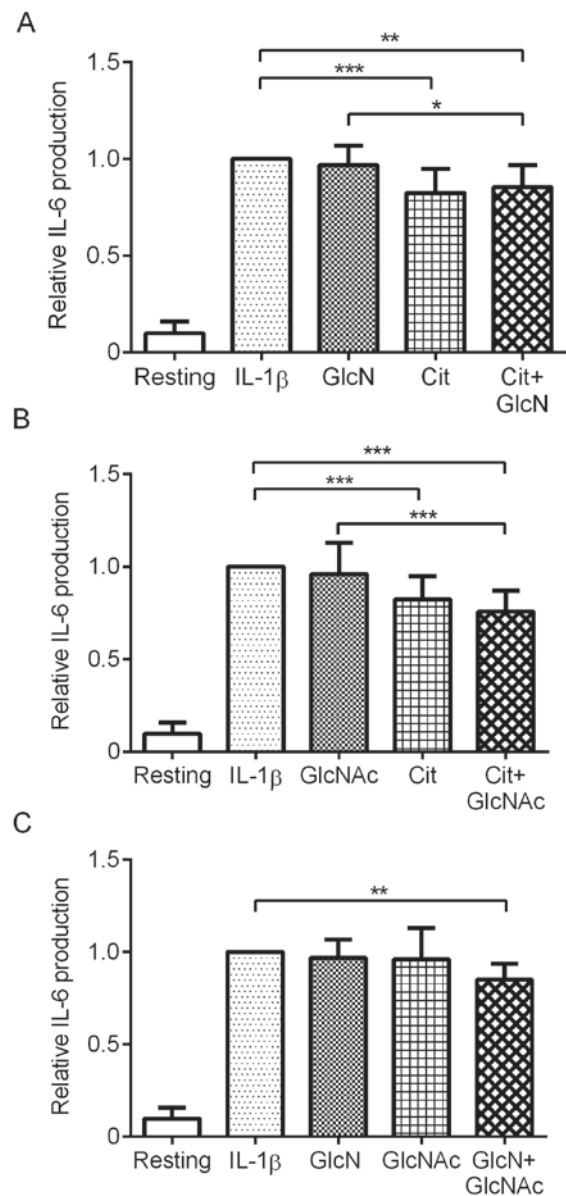 A
Relative IL-6 production
1.5
1.0
0.5
0
**
***
*
Resting IL-1β GlcN Cit Cit+
GlcN
B
Relative IL-6 production
1.5
1.0
0.5
0
***
***
***
Resting IL-1β GlcNAc Cit Cit+
GlcNAc
C
Relative IL-6 production
1.5
1.0
0.5
0
**
Resting IL-1β GlcN GlcNAc GlcN+
GlcNAc